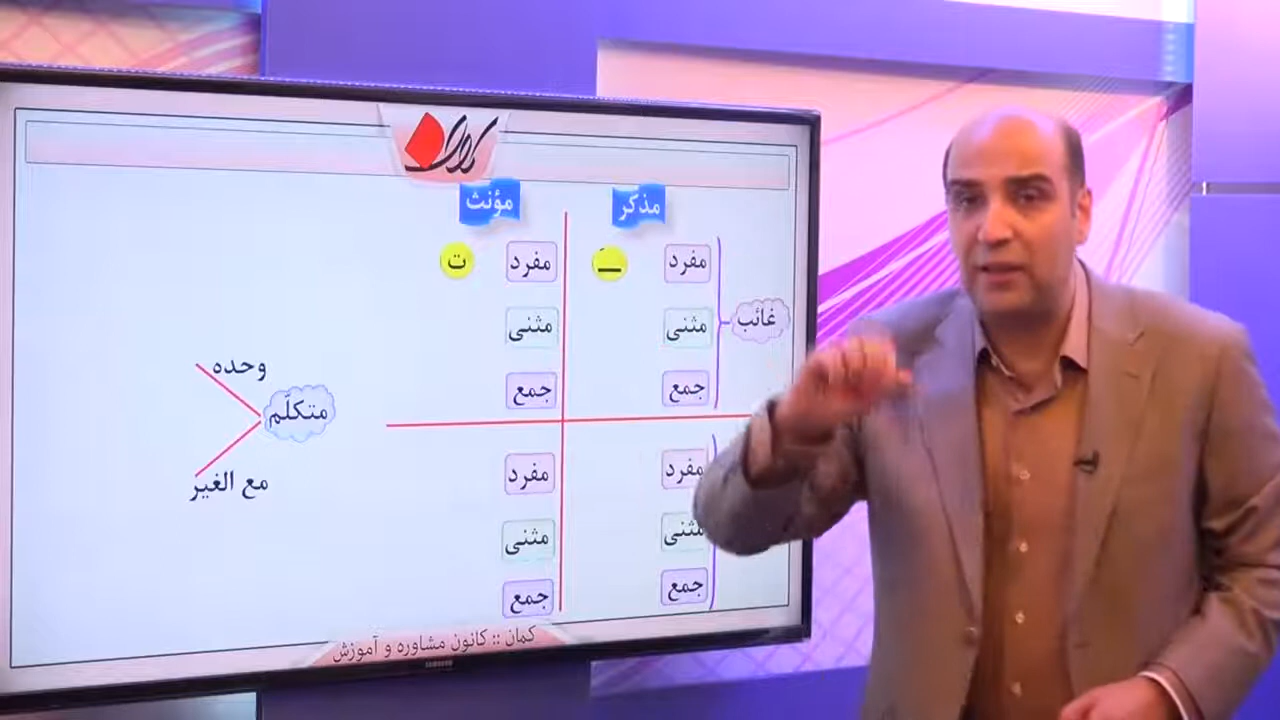 کمان
مذکر مؤنث
غائب مفرد ـَ مفرد ت
مثنی مثنی
جمع جمع
وحده
متکلّم
مع الغیر
مفرد مفرد
مثنی مثنی
جمع جمع
کمان :: کانون مشاوره و آموزش
SAMSUNG